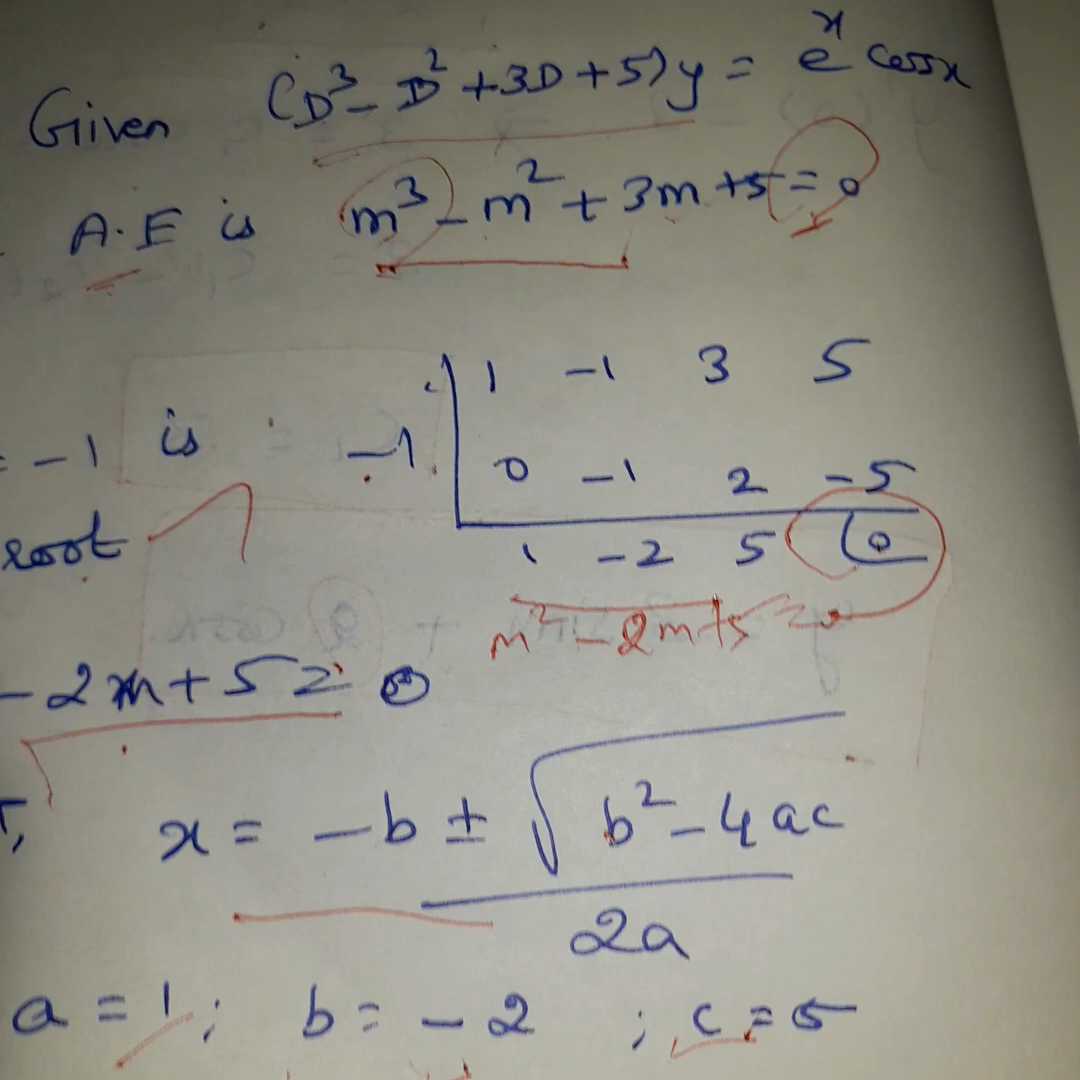 Given (D³ - D² + 3D + 5)y = eˣ cosx
A.E is m³ - m² + 3m + 5 = 0
1 -1 3 5
= -1 is -1 0 -1 2 -5
root 1 -2 5 0
m² - 2m + 5 = 0
- 2m + 5 = 0
x = -b ± √b² - 4ac
2a
a = 1 ; b = -2 ; c = 5